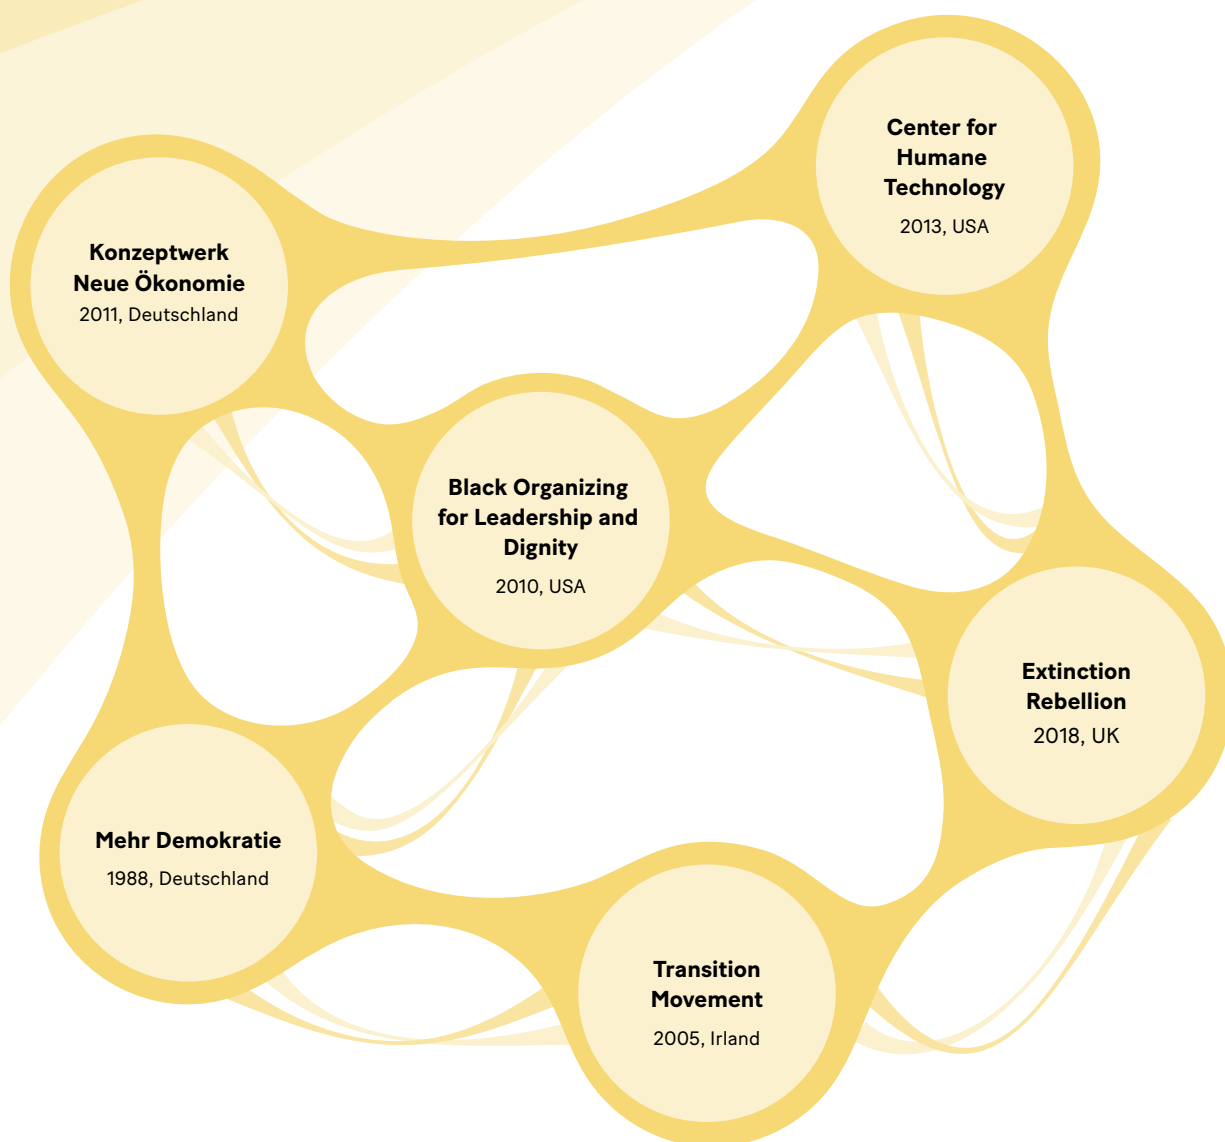 Center for
Humane
Technology
2013, USA
Konzeptwerk
Neue Ökonomie
2011, Deutschland
Black Organizing
for Leadership and
Dignity
2010, USA
Extinction
Rebellion
2018, UK
Mehr Demokratie
1988, Deutschland
Transition
Movement
2005, Irland